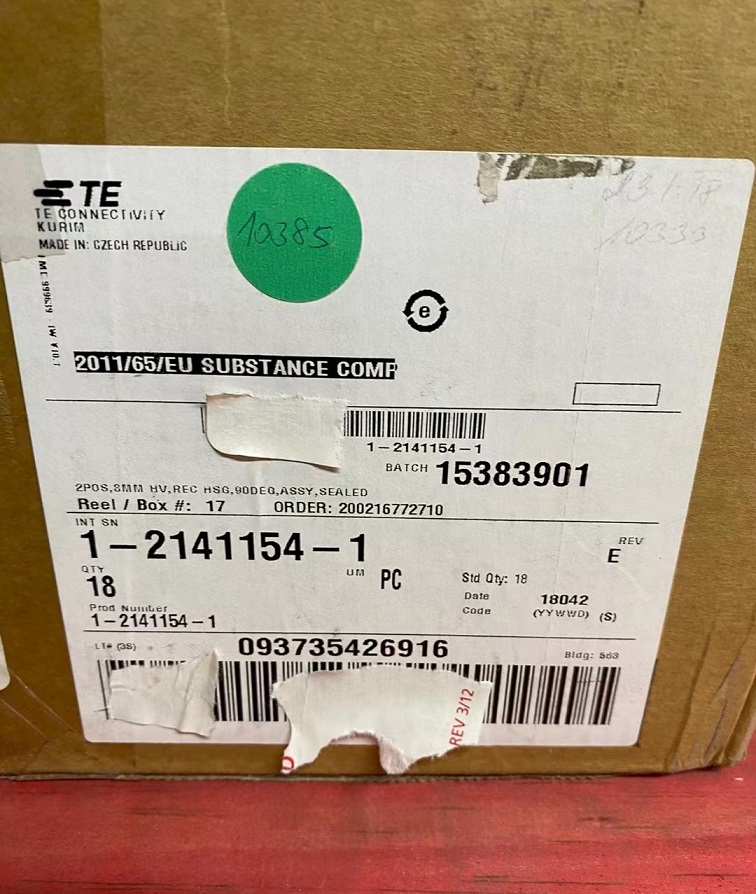 TE
TE CONNECTIVITY
KURIM
MADE IN: CZECH REPUBLIC
10385
10333
e
2011/65/EU SUBSTANCE COMP
1-2141154-1
BATCH 15383901
2POS,8MM HV,REC HSG,90DEG,ASSY,SEALED
Reel / Box #: 17 ORDER: 200216772710
INT SN
1-2141154-1
REV
E
QTY
18
UM PC
Std Qty: 18
Date 18042
Code (YYWWD) (S)
Prod Number
1-2141154-1
(3S) 093735426916
Bldg: 563
REV 3/12